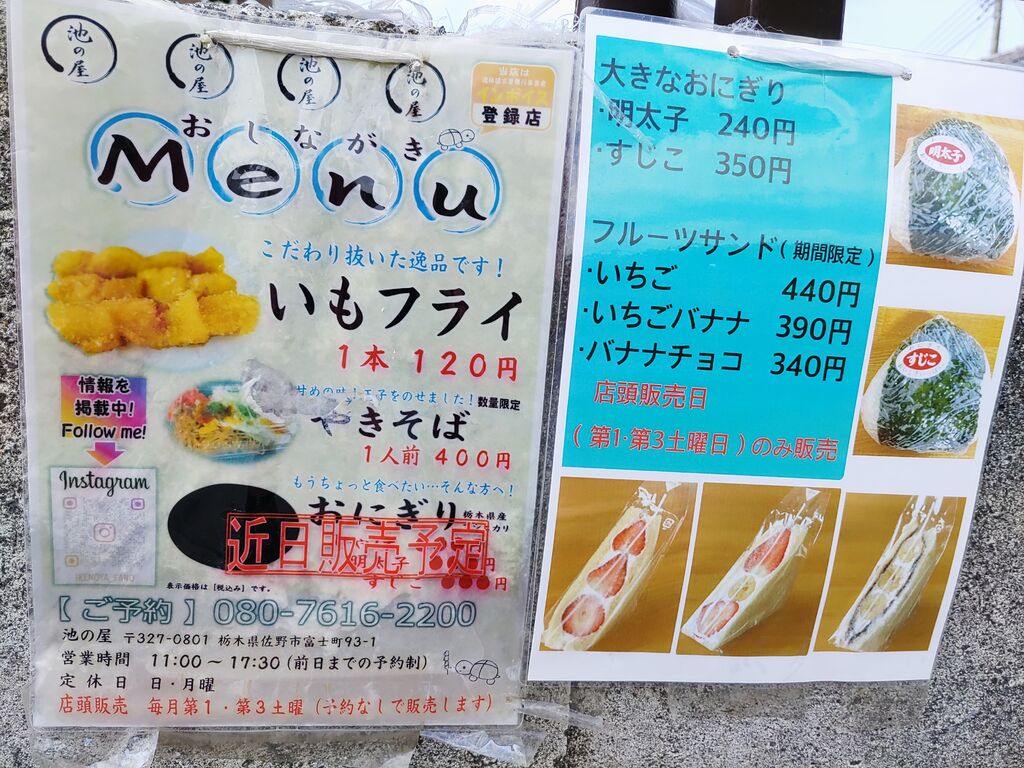 池の屋
池の屋
池の屋
池の屋
当店は
インボイス
登録店
おしながき
Menu
こだわり抜いた逸品です！
いもフライ
1本 120円
情報を
掲載中!
Follow me!
Instagram
IKENOYA_SANO
玉子をのせました！数量限定
やきそば
1人前 400円
もうちょっと食べたい…そんな方へ！
おにぎり
栃木県産
近日販売予定
明太子
円
すじこ
円
表示価格は［税込み］です。
【 ご予約 】 080-7616-2200
池の屋 〒327-0801 栃木県佐野市富士町93-1
営業時間 11:00～17:30(前日までの予約制)
定休日 日・月曜
店頭販売 毎月第1・第3土曜(予約なしで販売します)
大きなおにぎり
・明太子 240円
・すじこ 350円
フルーツサンド(期間限定)
・いちご 440円
・いちごバナナ 390円
・バナナチョコ 340円
店頭販売日
(第1・第3土曜日)のみ販売
明太子
すじこ